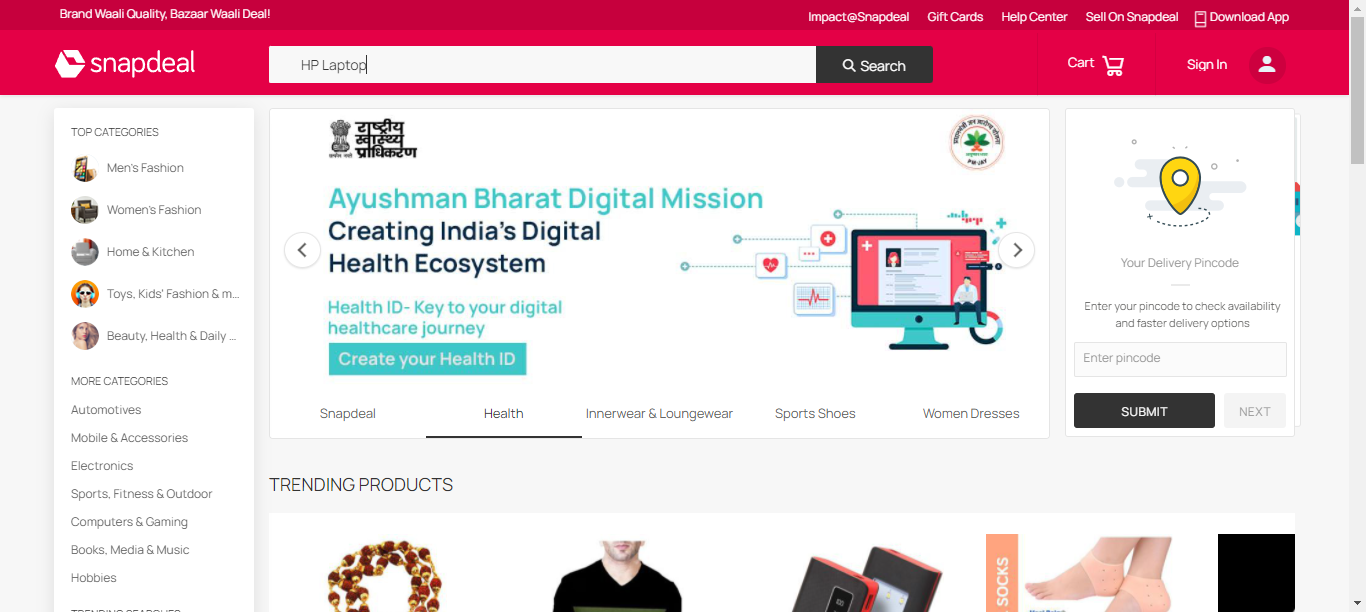 Brand Waali Quality, Bazaar Waali Deal!
Impact@Snapdeal Gift Cards Help Center Sell On Snapdeal Download App
snapdeal
HP Laptop
Search
Cart
Sign In
TOP CATEGORIES
Men's Fashion
Women's Fashion
Home & Kitchen
Toys, Kids' Fashion & m...
Beauty, Health & Daily ...
MORE CATEGORIES
Automotives
Mobile & Accessories
Electronics
Sports, Fitness & Outdoor
Computers & Gaming
Books, Media & Music
Hobbies
राष्ट्रीय
स्वास्थ्य
प्राधिकरण
PM-JAY
Ayushman Bharat Digital Mission
Creating India's Digital
Health Ecosystem
Health ID- Key to your digital
healthcare journey
Create your Health ID
Snapdeal Health Innerwear & Loungewear Sports Shoes Women Dresses
Your Delivery Pincode
Enter your pincode to check availability
and faster delivery options
Enter pincode
SUBMIT NEXT
TRENDING PRODUCTS
SOCKS